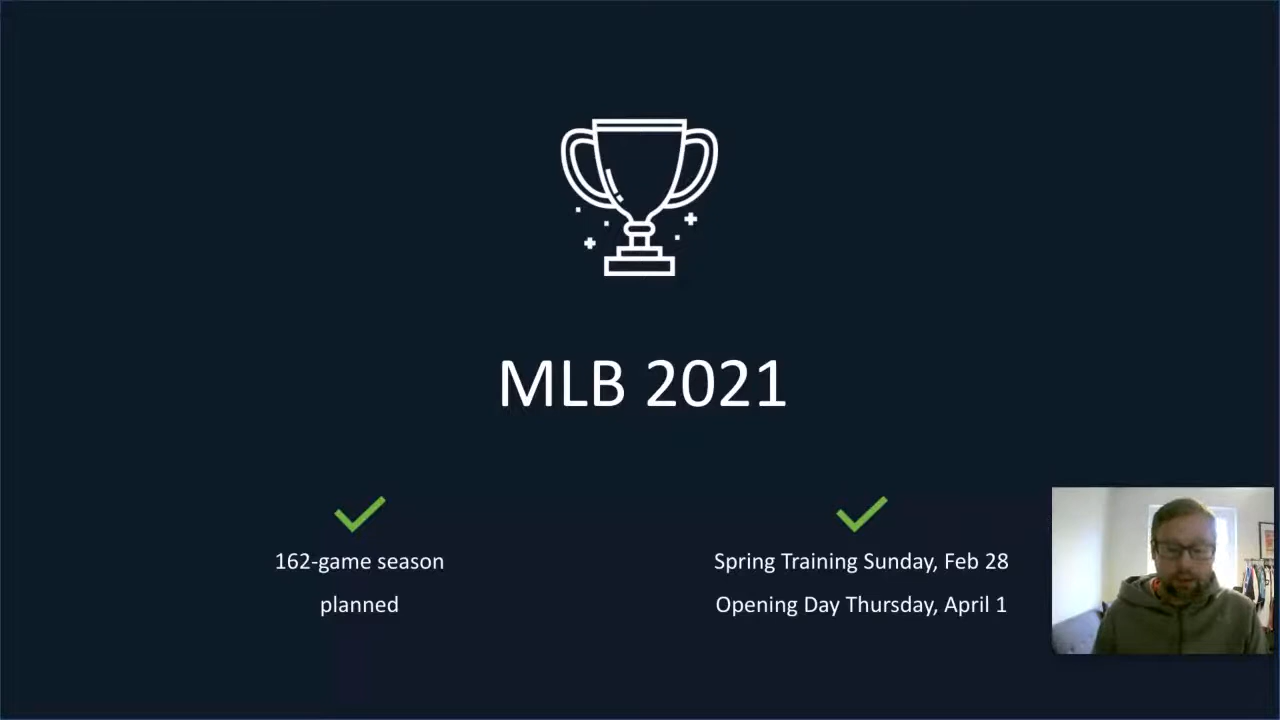 MLB 2021
162-game season
planned
Spring Training Sunday, Feb 28
Opening Day Thursday, April 1